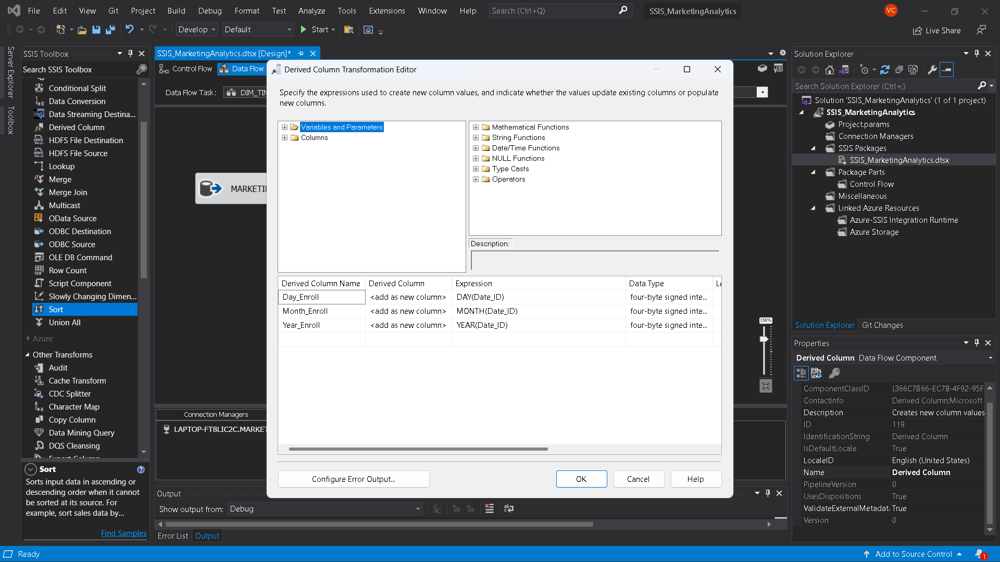 File Edit View Git Project Build Debug Format Test Analyze Tools Extensions Window Help Search (Ctrl+Q) SSIS_MarketingAnalytics VC
Develop Default Start Live Share
Server Explorer
Toolbox
SSIS Toolbox
Search SSIS Toolbox
Conditional Split
Data Conversion
Data Streaming Destina...
Derived Column
HDFS File Destination
HDFS File Source
Lookup
Merge
Merge Join
Multicast
OData Source
ODBC Destination
ODBC Source
OLE DB Command
Row Count
Script Component
Slowly Changing Dimen...
Sort
Union All
Azure
Other Transforms
Audit
Cache Transform
CDC Splitter
Character Map
Copy Column
Data Mining Query
DQS Cleansing
Sort
Sorts input data in ascending or
descending order when it cannot
be sorted at its source. For
example, sort sales data by...
Find Samples
SSIS_MarketingAnalytics.dtsx [Design]*
Control Flow Data Flow
Data Flow Task: DIM_TIM
MARKETIN
150%
Connection Managers
LAPTOP-FT8LIC2C.MARKET
Derived Column Transformation Editor
Specify the expressions used to create new column values, and indicate whether the values update existing columns or populate
new columns.
Variables and Parameters
Columns
Mathematical Functions
String Functions
Date/Time Functions
NULL Functions
Type Casts
Operators
Description:
Derived Column Name Derived Column Expression Data Type Le
Day_Enroll <add as new column> DAY(Date_ID) four-byte signed inte...
Month_Enroll <add as new column> MONTH(Date_ID) four-byte signed inte...
Year_Enroll <add as new column> YEAR(Date_ID) four-byte signed inte...
Configure Error Output... OK Cancel Help
Output
Show output from: Debug
Error List Output
Solution Explorer
Search Solution Explorer (Ctrl+;)
Solution 'SSIS_MarketingAnalytics' (1 of 1 project)
SSIS_MarketingAnalytics
Project.params
Connection Managers
SSIS Packages
SSIS_MarketingAnalytics.dtsx
Package Parts
Control Flow
Miscellaneous
Linked Azure Resources
Azure-SSIS Integration Runtime
Azure Storage
Solution Explorer Git Changes
Properties
Derived Column Data Flow Component
ComponentClassID {366C7B66-EC78-4F92-95F
ContactInfo Derived Column;Microsoft
Description Creates new column values
ID 119
IdentificationString Derived Column
IsDefaultLocale True
LocaleID English (United States)
Name Derived Column
PipelineVersion 0
UsesDispositions True
ValidateExternalMetadat True
Version 0
Ready Add to Source Control 1